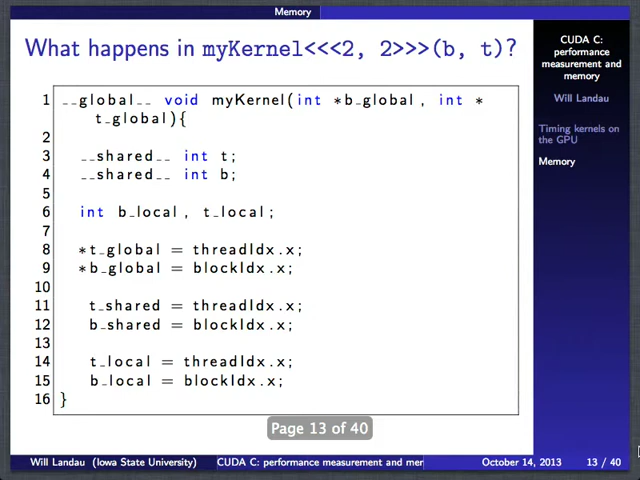 Memory
What happens in myKernel<<<2, 2>>>(b, t)?
1 __global__ void myKernel(int *b_global, int *
t_global){
2
3 __shared__ int t;
4 __shared__ int b;
5
6 int b_local, t_local;
7
8 *t_global = threadIdx.x;
9 *b_global = blockIdx.x;
10
11 t_shared = threadIdx.x;
12 b_shared = blockIdx.x;
13
14 t_local = threadIdx.x;
15 b_local = blockIdx.x;
16 }
CUDA C:
performance
measurement and
memory
Will Landau
Timing kernels on
the GPU
Memory
Page 13 of 40
Will Landau (Iowa State University) CUDA C: performance measurement and mer October 14, 2013 13 / 40